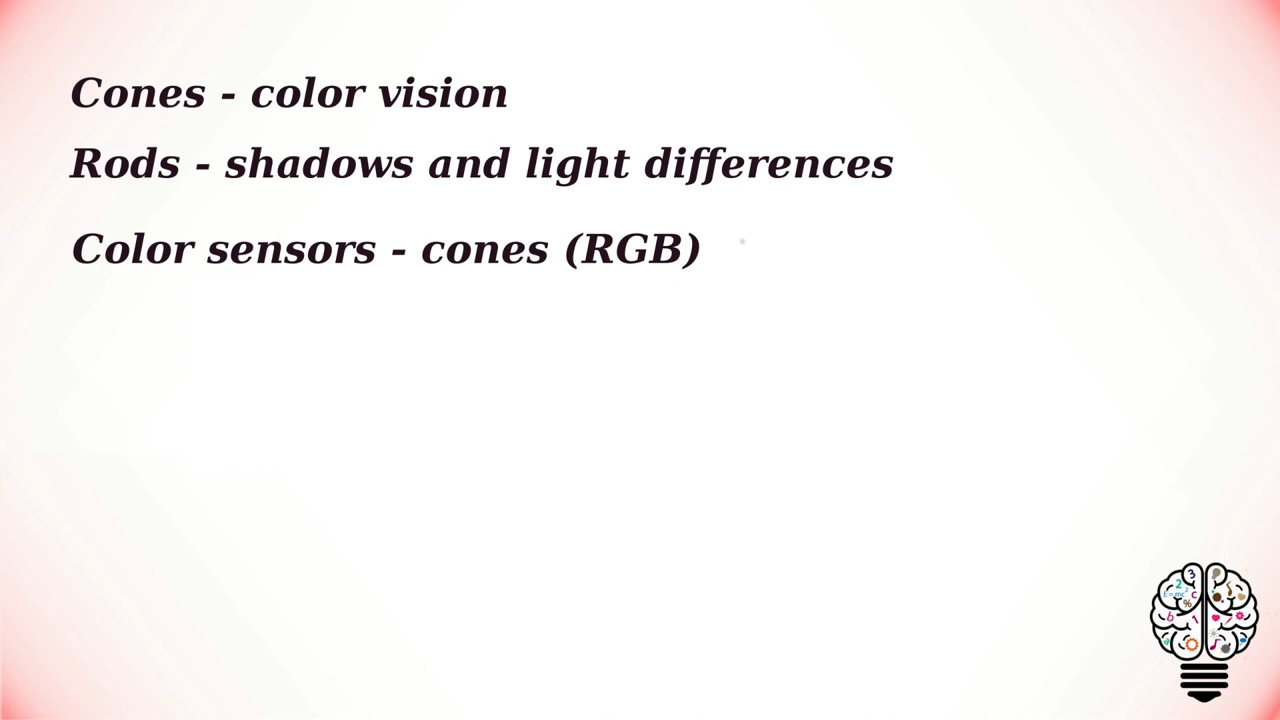 Cones - color vision
Rods - shadows and light differences
Color sensors - cones (RGB)